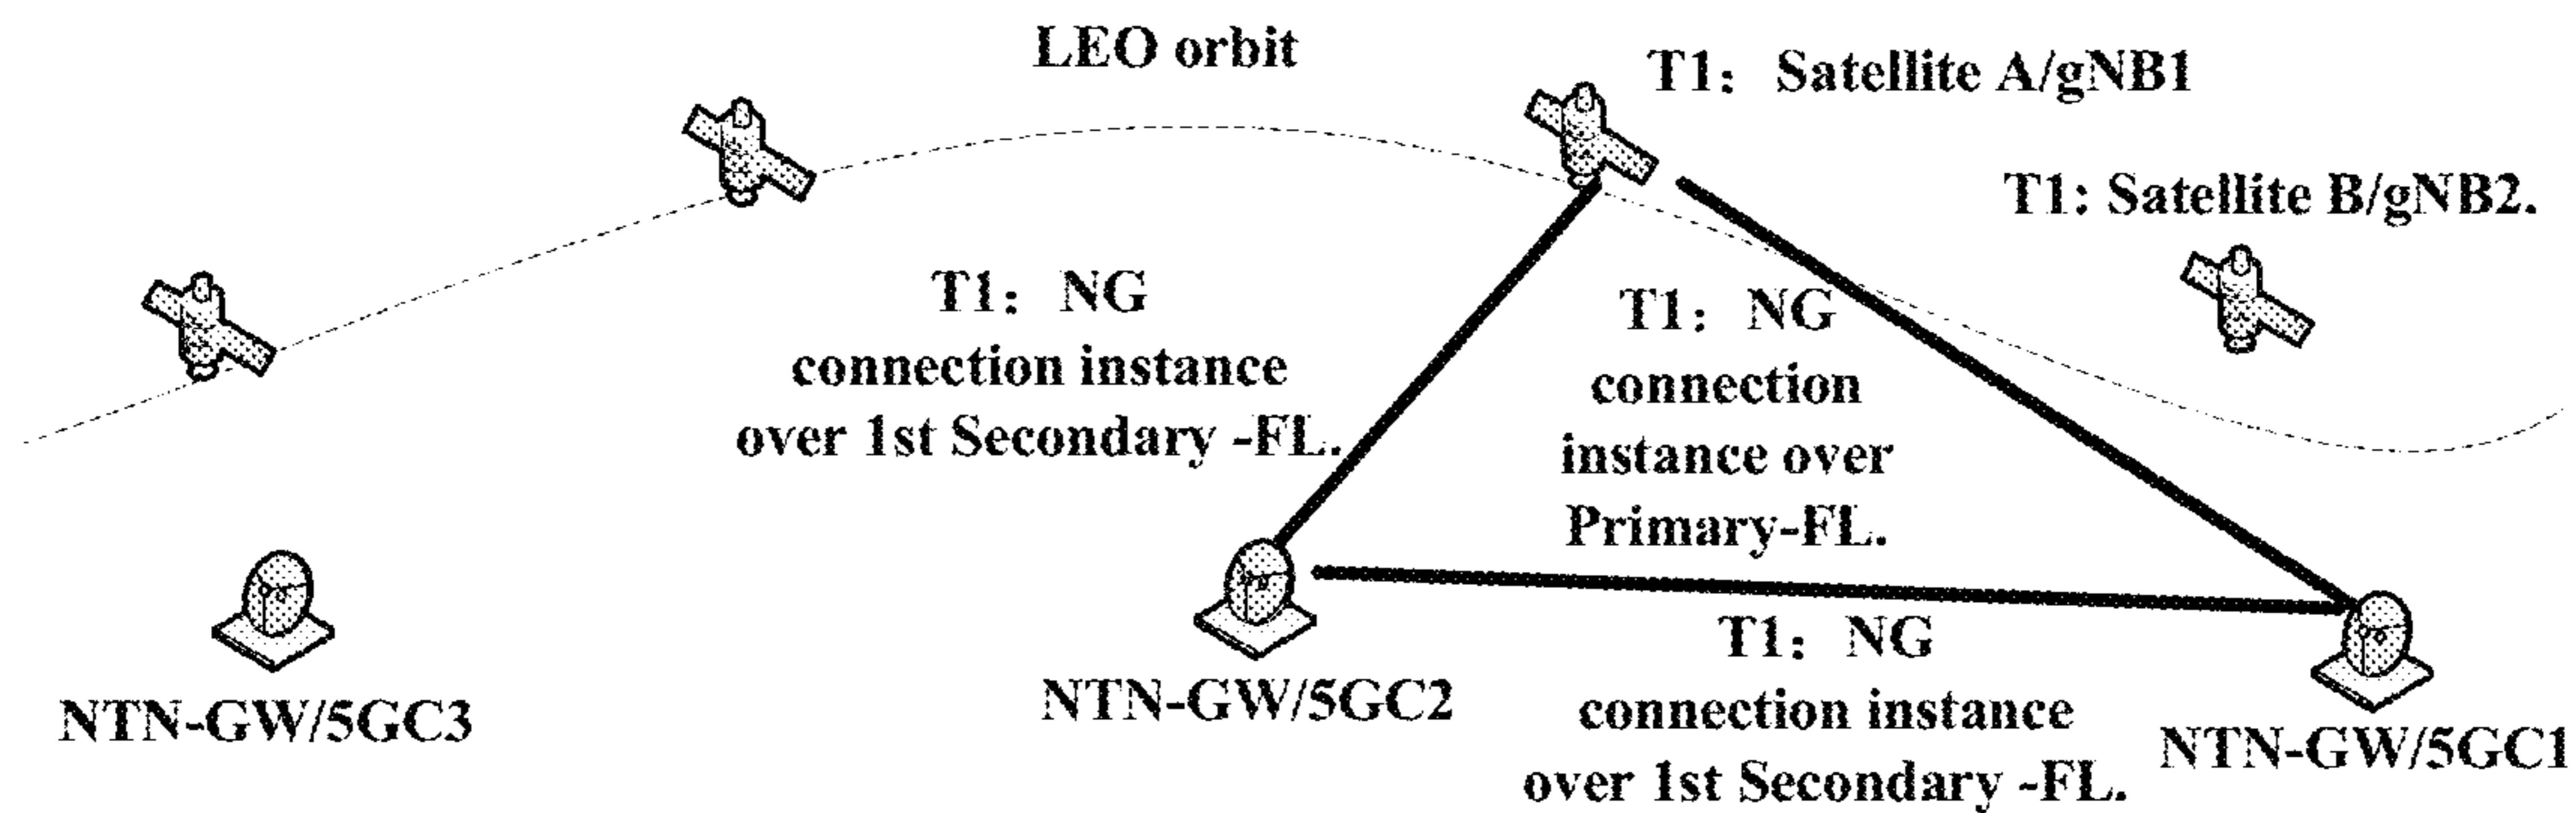 LEO orbit
T1: Satellite A/gNB1
T1: Satellite B/gNB2.
T1: NG
connection instance
over 1st Secondary -FL.
T1: NG
connection
instance over
Primary-FL.
T1: NG
connection instance
over 1st Secondary -FL.
NTN-GW/5GC3
NTN-GW/5GC2
NTN-GW/5GC1